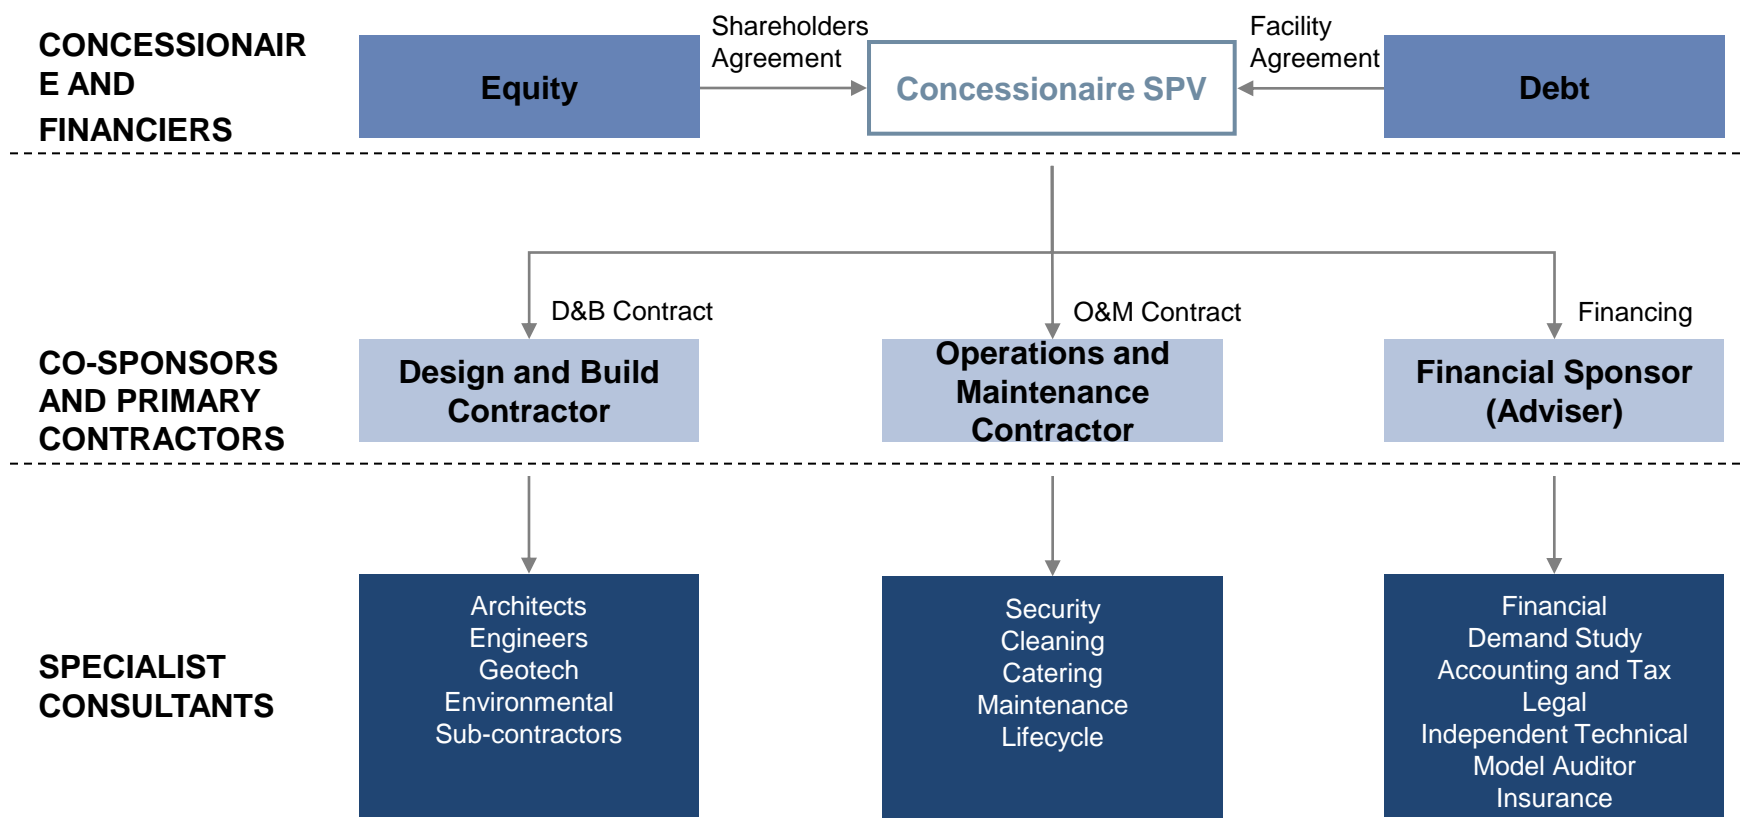 CONCESSIONAIR
E AND
FINANCIERS
Equity
Shareholders
Agreement
Concessionaire SPV
Facility
Agreement
Debt
D&B Contract
O&M Contract
Financing
CO-SPONSORS
AND PRIMARY
CONTRACTORS
Design and Build
Contractor
Operations and
Maintenance
Contractor
Financial Sponsor
(Adviser)
SPECIALIST
CONSULTANTS
Architects
Engineers
Geotech
Environmental
Sub-contractors
Security
Cleaning
Catering
Maintenance
Lifecycle
Financial
Demand Study
Accounting and Tax
Legal
Independent Technical
Model Auditor
Insurance